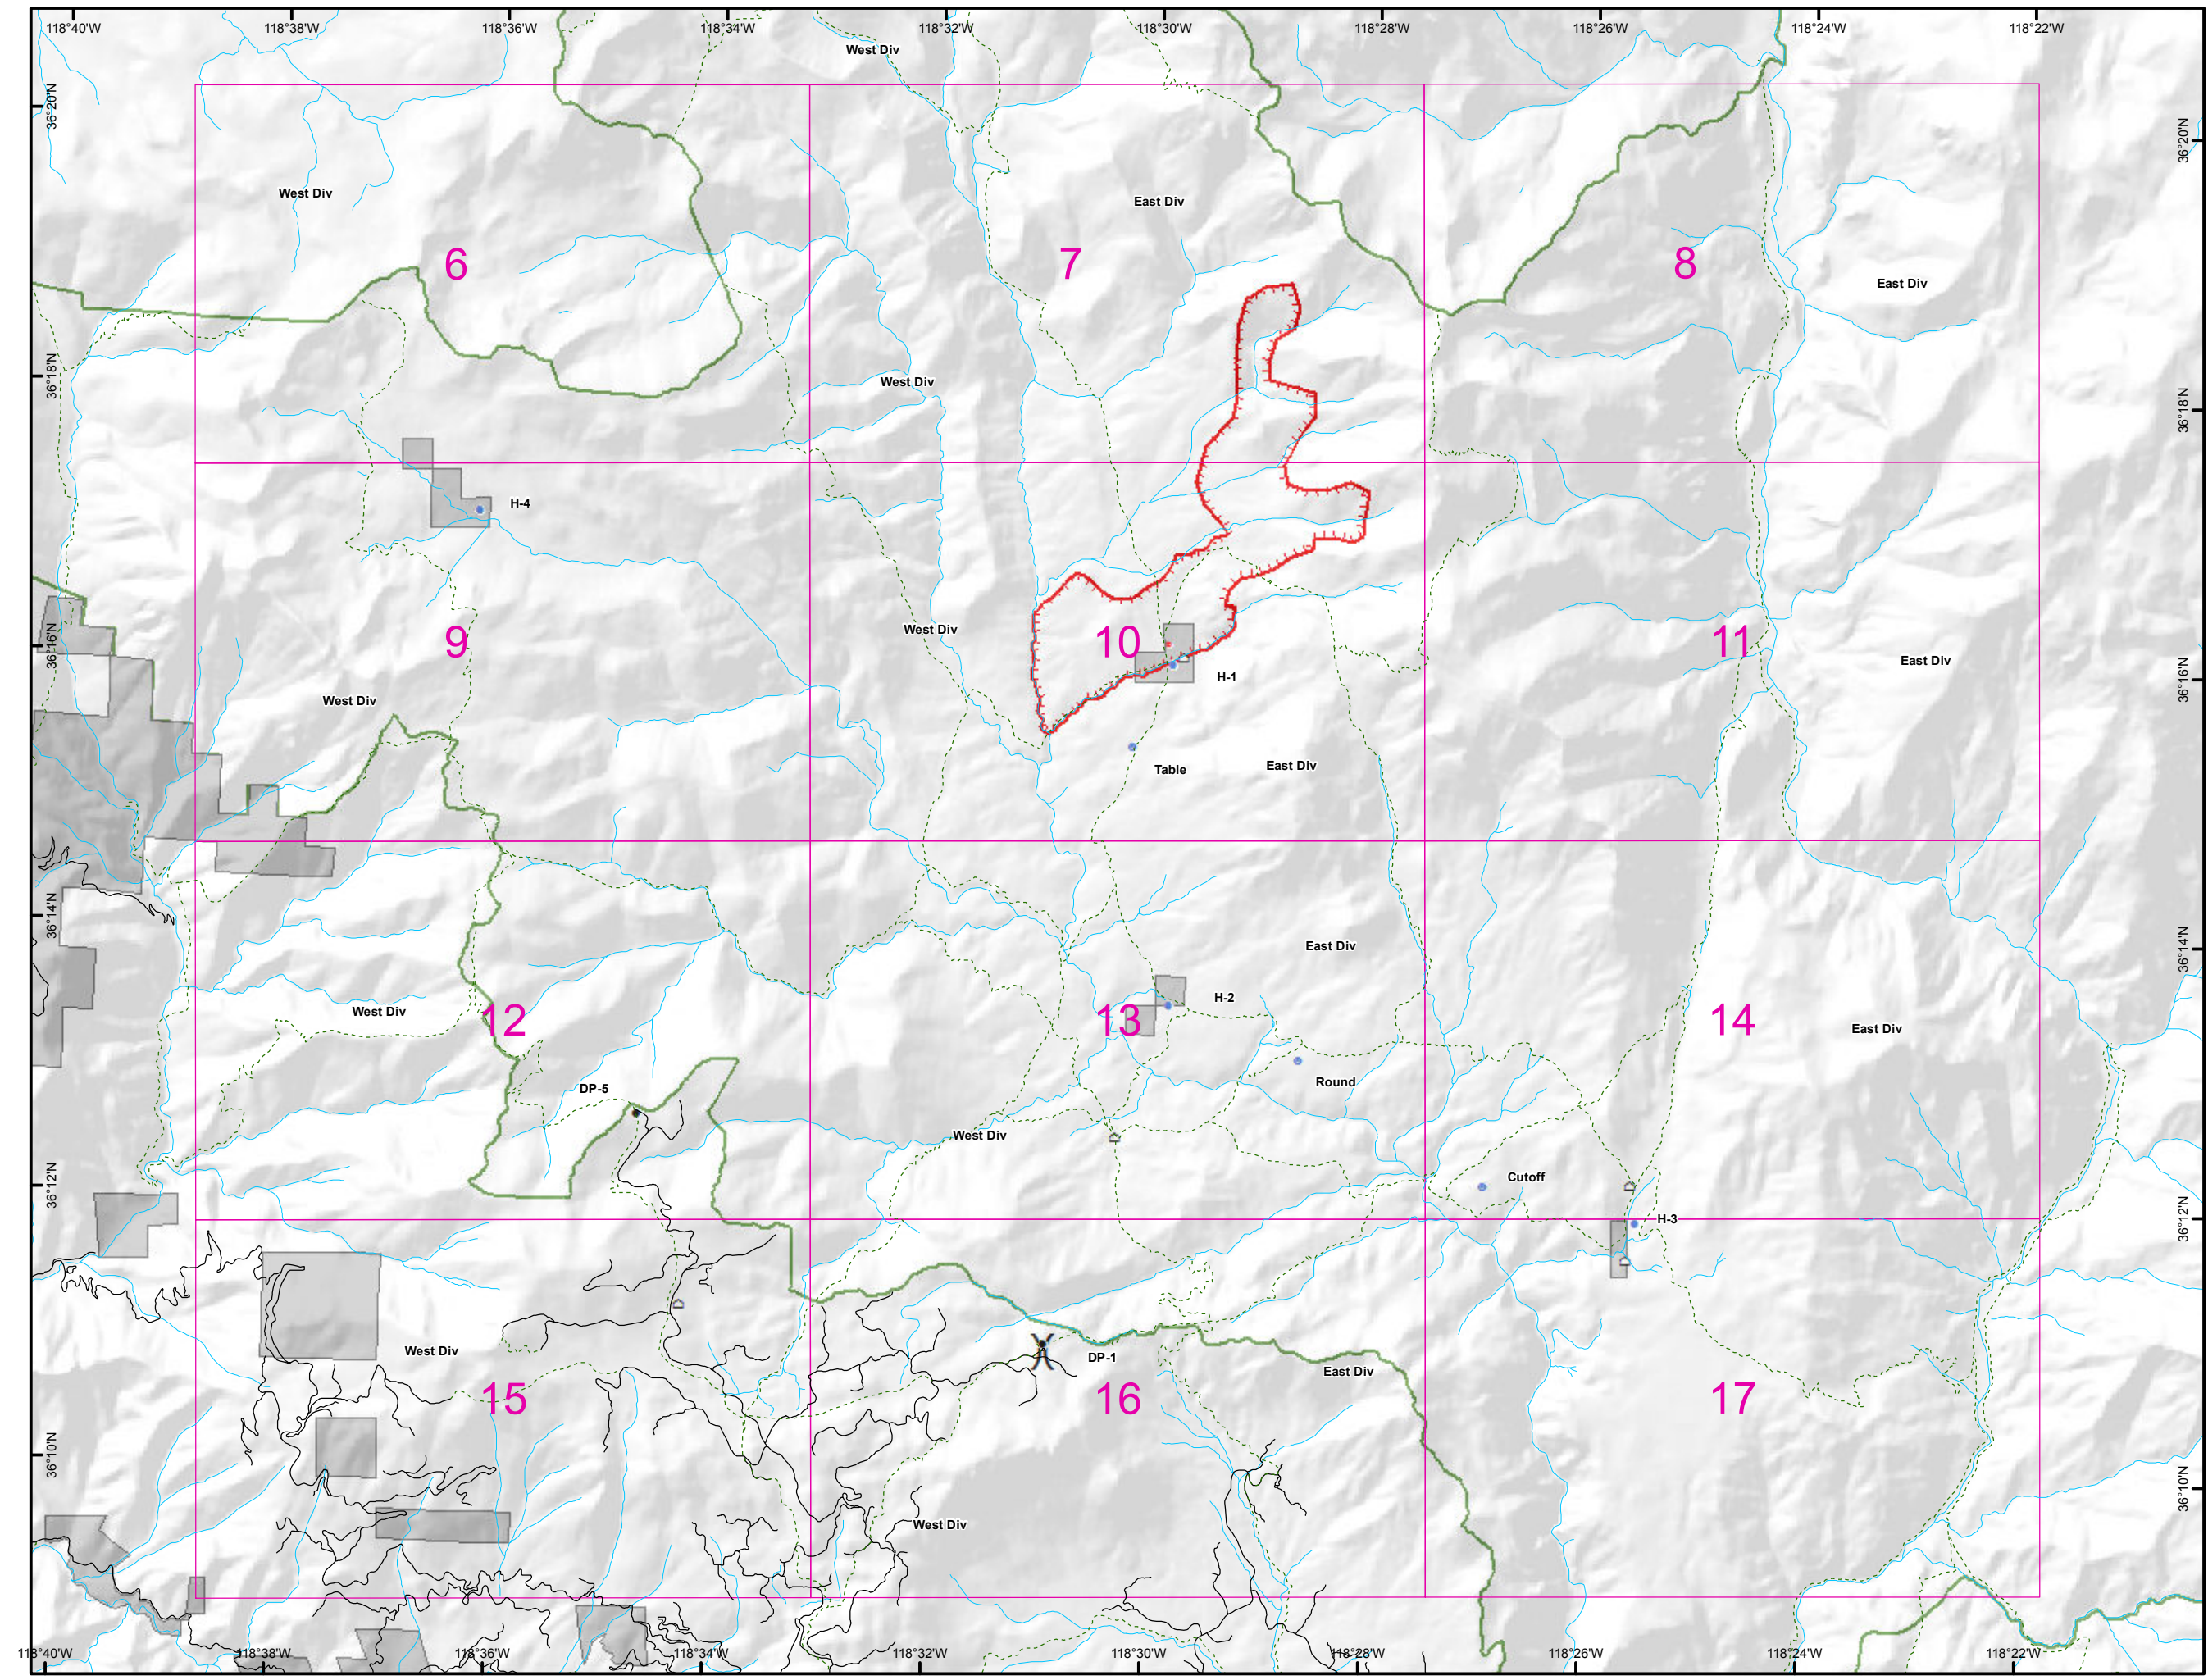 118°40'W 118°38'W 118°36'W 118°34'W 118°32'W 118°30'W 118°28'W 118°26'W 118°24'W 118°22'W
West Div
36°20'N
36°20'N
West Div
East Div
6
7
8
East Div
36°18'N
West Div
36°18'N
H-4
West Div
9
10
11
36°16'N
East Div
H-1
36°16'N
West Div
East Div
Table
36°14'N
East Div
36°14'N
H-2
West Div
12
13
14
East Div
Round
DP-5
West Div
Cutoff
36°12'N
H-3
36°12'N
West Div
DP-1
East Div
15
16
17
36°10'N
36°10'N
West Div
118°40'W 118°38'W 118°36'W 118°34'W 118°32'W 118°30'W 118°28'W 118°26'W 118°24'W 118°22'W